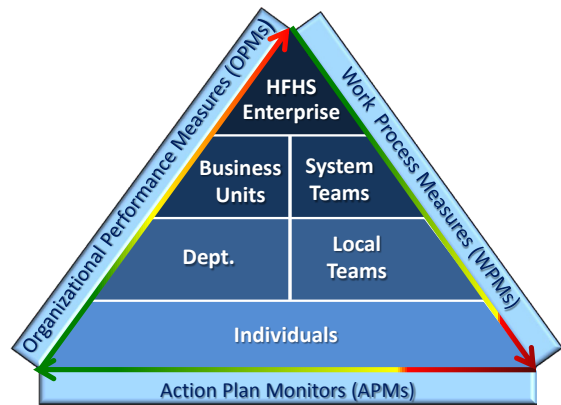 Organizational Performance Measures (OPMs)
Work Process Measures (WPMs)
HFHS
Enterprise
Business
Units
System
Teams
Dept.
Local
Teams
Individuals
Action Plan Monitors (APMs)